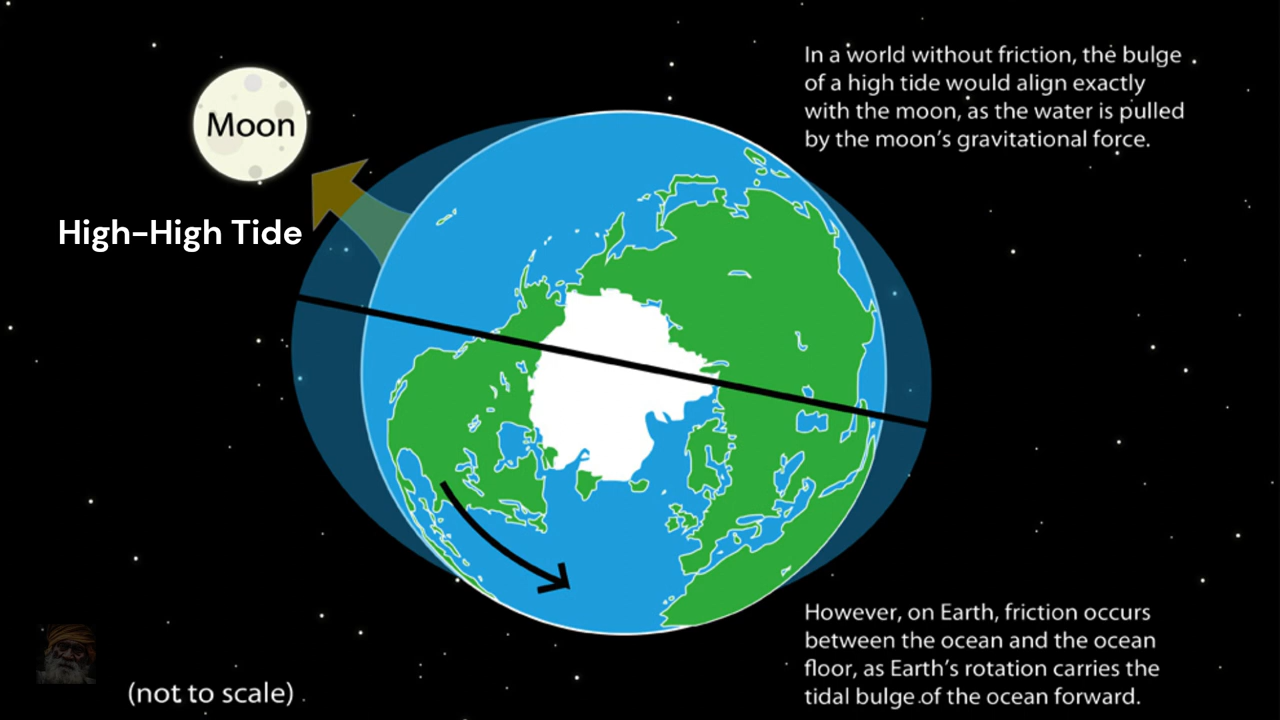 Moon
High-High Tide
In a world without friction, the bulge
of a high tide would align exactly
with the moon, as the water is pulled
by the moon's gravitational force.
However, on Earth, friction occurs
between the ocean and the ocean
floor, as Earth's rotation carries the
tidal bulge of the ocean forward.
(not to scale)